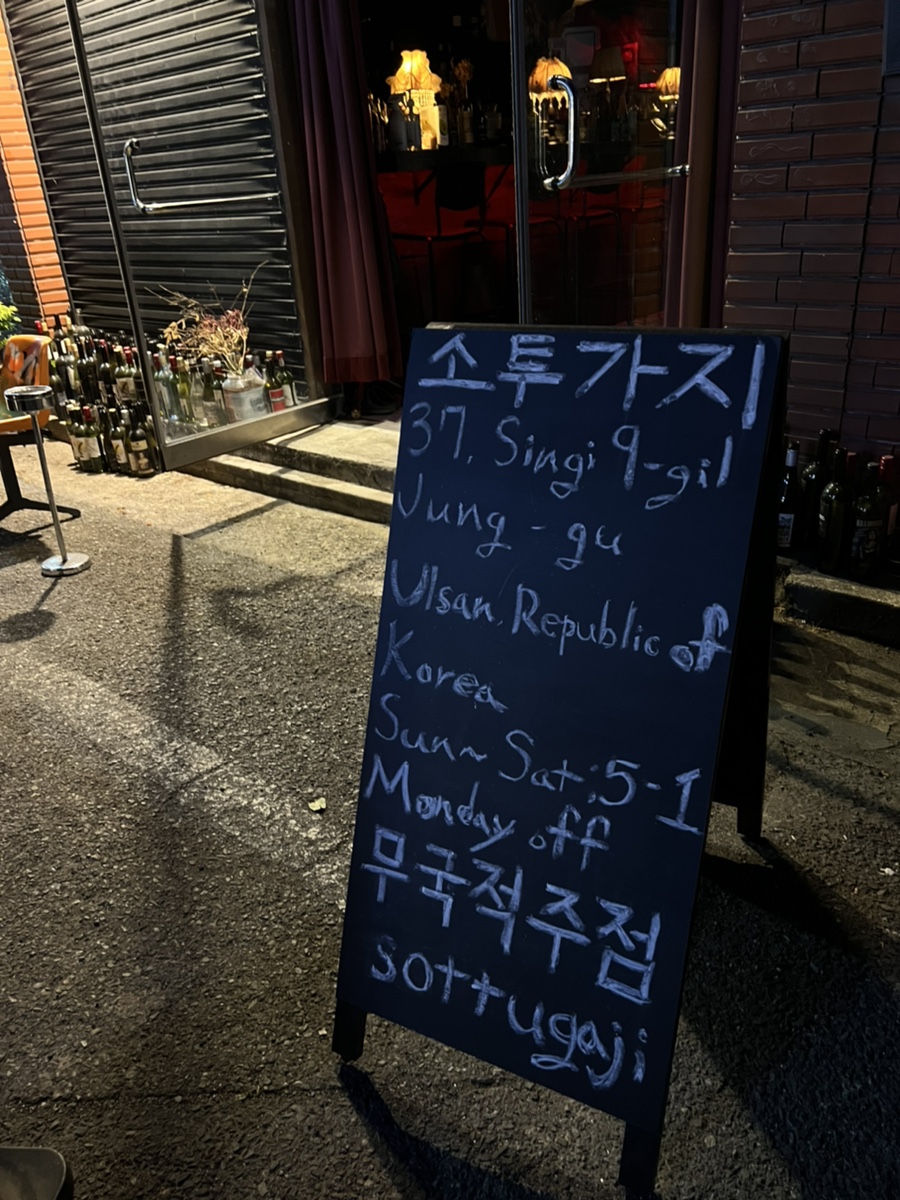 소투가지
37, Singi 9-gil
Jung-gu
Ulsan, Republic of
Korea
Sun~Sat:5-1
Monday off
무국적주점
sottugaji